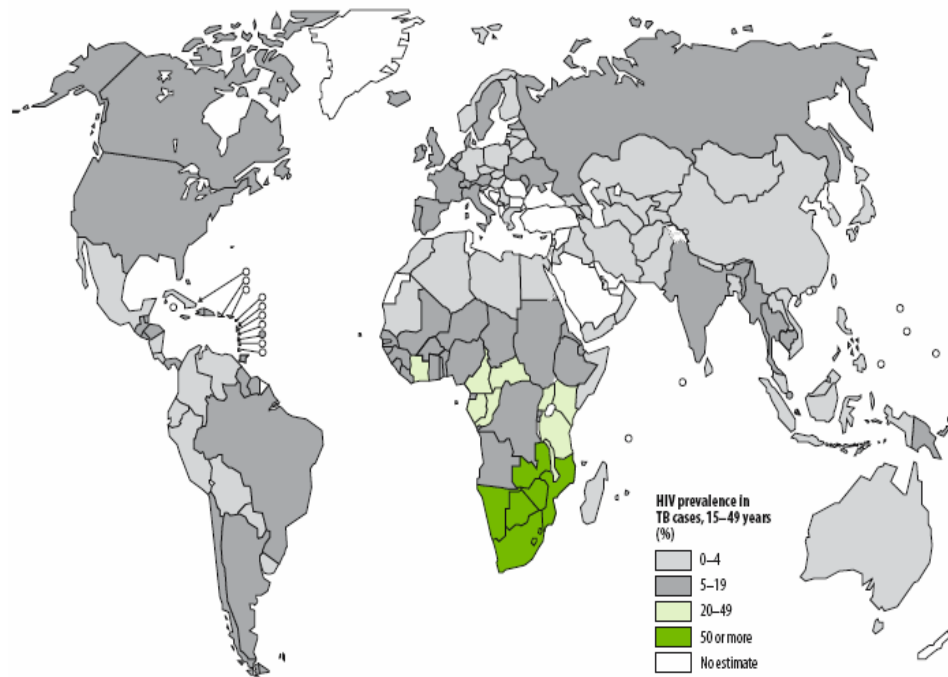 HIV prevalence in
TB cases, 15–49 years
(%)
0–4
5–19
20–49
50 or more
No estimate